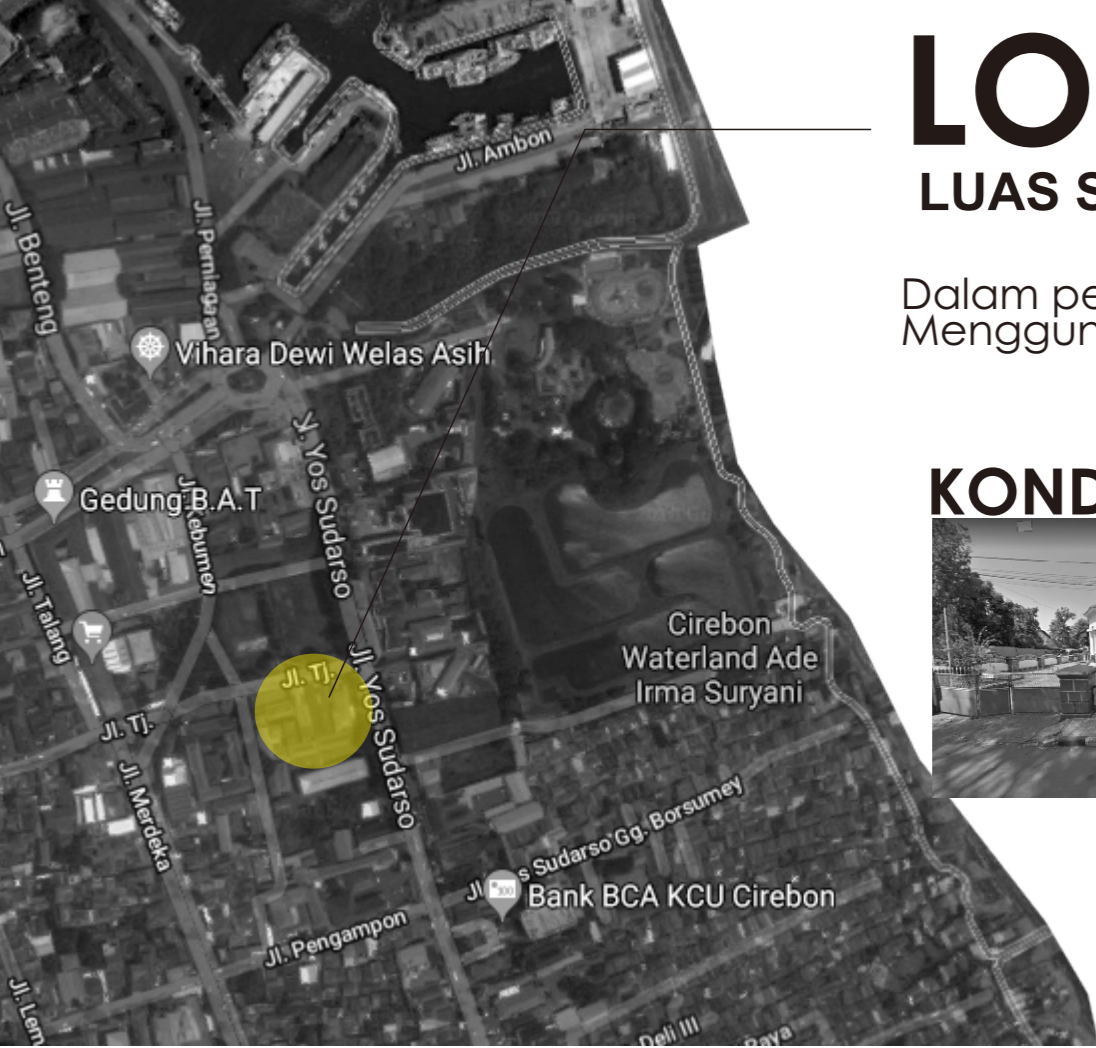 LO
LUAS S
Dalam pe
Menggun
KOND
Jl. Ambon
Jl. Benteng
Jl. Perniagaan
Vihara Dewi Welas Asih
Jl. Yos Sudarso
Gedung B.A.T
Jl. Kebumen
Jl. Talang
Cirebon
Waterland Ade
Irma Suryani
Jl. Tj.
Jl. Yos Sudarso
Jl. Tj.
Jl. Merdeka
s Sudarso Gg. Borsumey
Jl
Bank BCA KCU Cirebon
Jl. Pengampon
Jl. Lem
Deli III
Raya